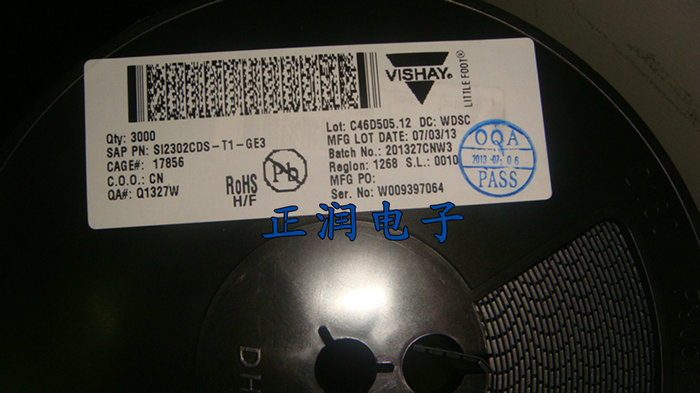 VISHAY®
LITTLE FOOT®
Qty: 3000
SAP PN: SI2302CDS-T1-GE3
CAGE#: 17856
C.O.O.: CN
QA#: Q1327W
RoHS
H/F
Pb
Lot: C46D505.12 DC: WDSC
MFG LOT DATE: 07/03/13
Batch No.: 201327CNW3
Region: 1268 S.L.: 0010
MFG PO:
Ser. No: W009397064
OQA
2013-07-06
PASS
正润电子
DH